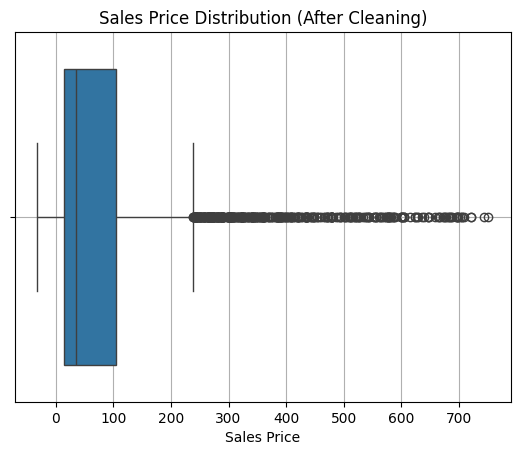 Sales Price Distribution (After Cleaning)
0 100 200 300 400 500 600 700
Sales Price